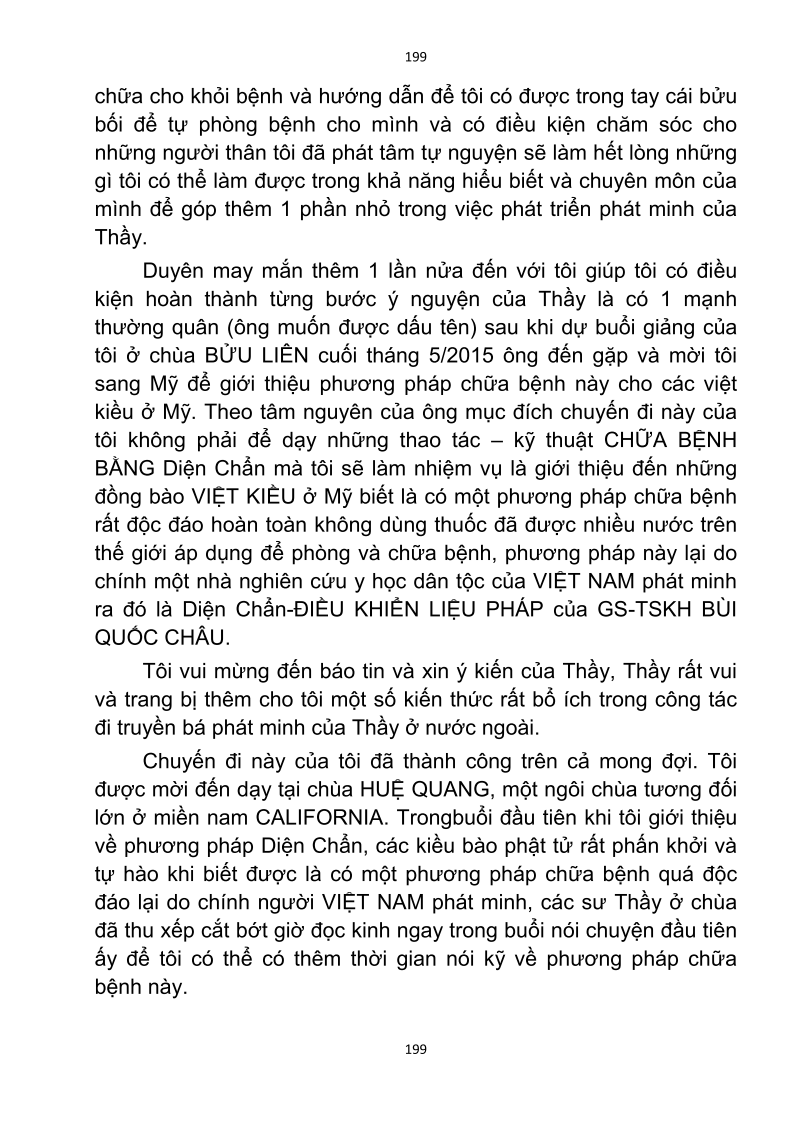 199
chữa cho khỏi bệnh và hướng dẫn để tôi có được trong tay cái bửu
bối để tự phòng bệnh cho mình và có điều kiện chăm sóc cho
những người thân tôi đã phát tâm tự nguyện sẽ làm hết lòng những
gì tôi có thể làm được trong khả năng hiểu biết và chuyên môn của
mình để góp thêm 1 phần nhỏ trong việc phát triển phát minh của
Thầy.
Duyên may mắn thêm 1 lần nửa đến với tôi giúp tôi có điều
kiện hoàn thành từng bước ý nguyện của Thầy là có 1 mạnh
thường quân (ông muốn được dấu tên) sau khi dự buổi giảng của
tôi ở chùa BỬU LIÊN cuối tháng 5/2015 ông đến gặp và mời tôi
sang Mỹ để giới thiệu phương pháp chữa bệnh này cho các việt
kiều ở Mỹ. Theo tâm nguyên của ông mục đích chuyến đi này của
tôi không phải để dạy những thao tác – kỹ thuật CHỮA BỆNH
BẰNG Diện Chẩn mà tôi sẽ làm nhiệm vụ là giới thiệu đến những
đồng bào VIỆT KIỀU ở Mỹ biết là có một phương pháp chữa bệnh
rất độc đáo hoàn toàn không dùng thuốc đã được nhiều nước trên
thế giới áp dụng để phòng và chữa bệnh, phương pháp này lại do
chính một nhà nghiên cứu y học dân tộc của VIỆT NAM phát minh
ra đó là Diện Chẩn-ĐIỀU KHIỂN LIỆU PHÁP của GS-TSKH BÙI
QUỐC CHÂU.
Tôi vui mừng đến báo tin và xin ý kiến của Thầy, Thầy rất vui
và trang bị thêm cho tôi một số kiến thức rất bổ ích trong công tác
đi truyền bá phát minh của Thầy ở nước ngoài.
Chuyến đi này của tôi đã thành công trên cả mong đợi. Tôi
được mời đến dạy tại chùa HUỆ QUANG, một ngôi chùa tương đối
lớn ở miền nam CALIFORNIA. Trongbuổi đầu tiên khi tôi giới thiệu
về phương pháp Diện Chẩn, các kiều bào phật tử rất phấn khởi và
tự hào khi biết được là có một phương pháp chữa bệnh quá độc
đáo lại do chính người VIỆT NAM phát minh, các sư Thầy ở chùa
đã thu xếp cắt bớt giờ đọc kinh ngay trong buổi nói chuyện đầu tiên
ấy để tôi có thể có thêm thời gian nói kỹ về phương pháp chữa
bệnh này.
199